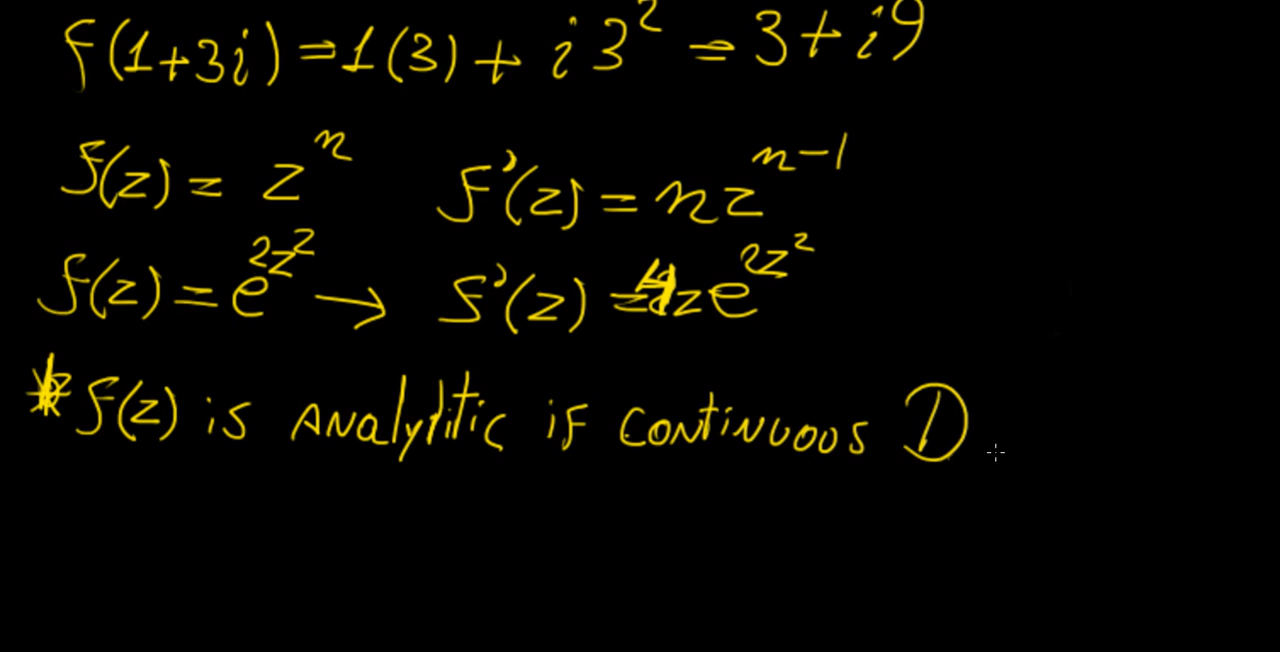 f(1+3i) = 1(3) + i3² = 3 + i9
f(z) = zⁿ f'(z) = nzⁿ⁻¹
f(z) = e^{2z²} → f'(z) = 4ze^{2z²}
* f(z) is ANAlytitic if CONTINUOUS D